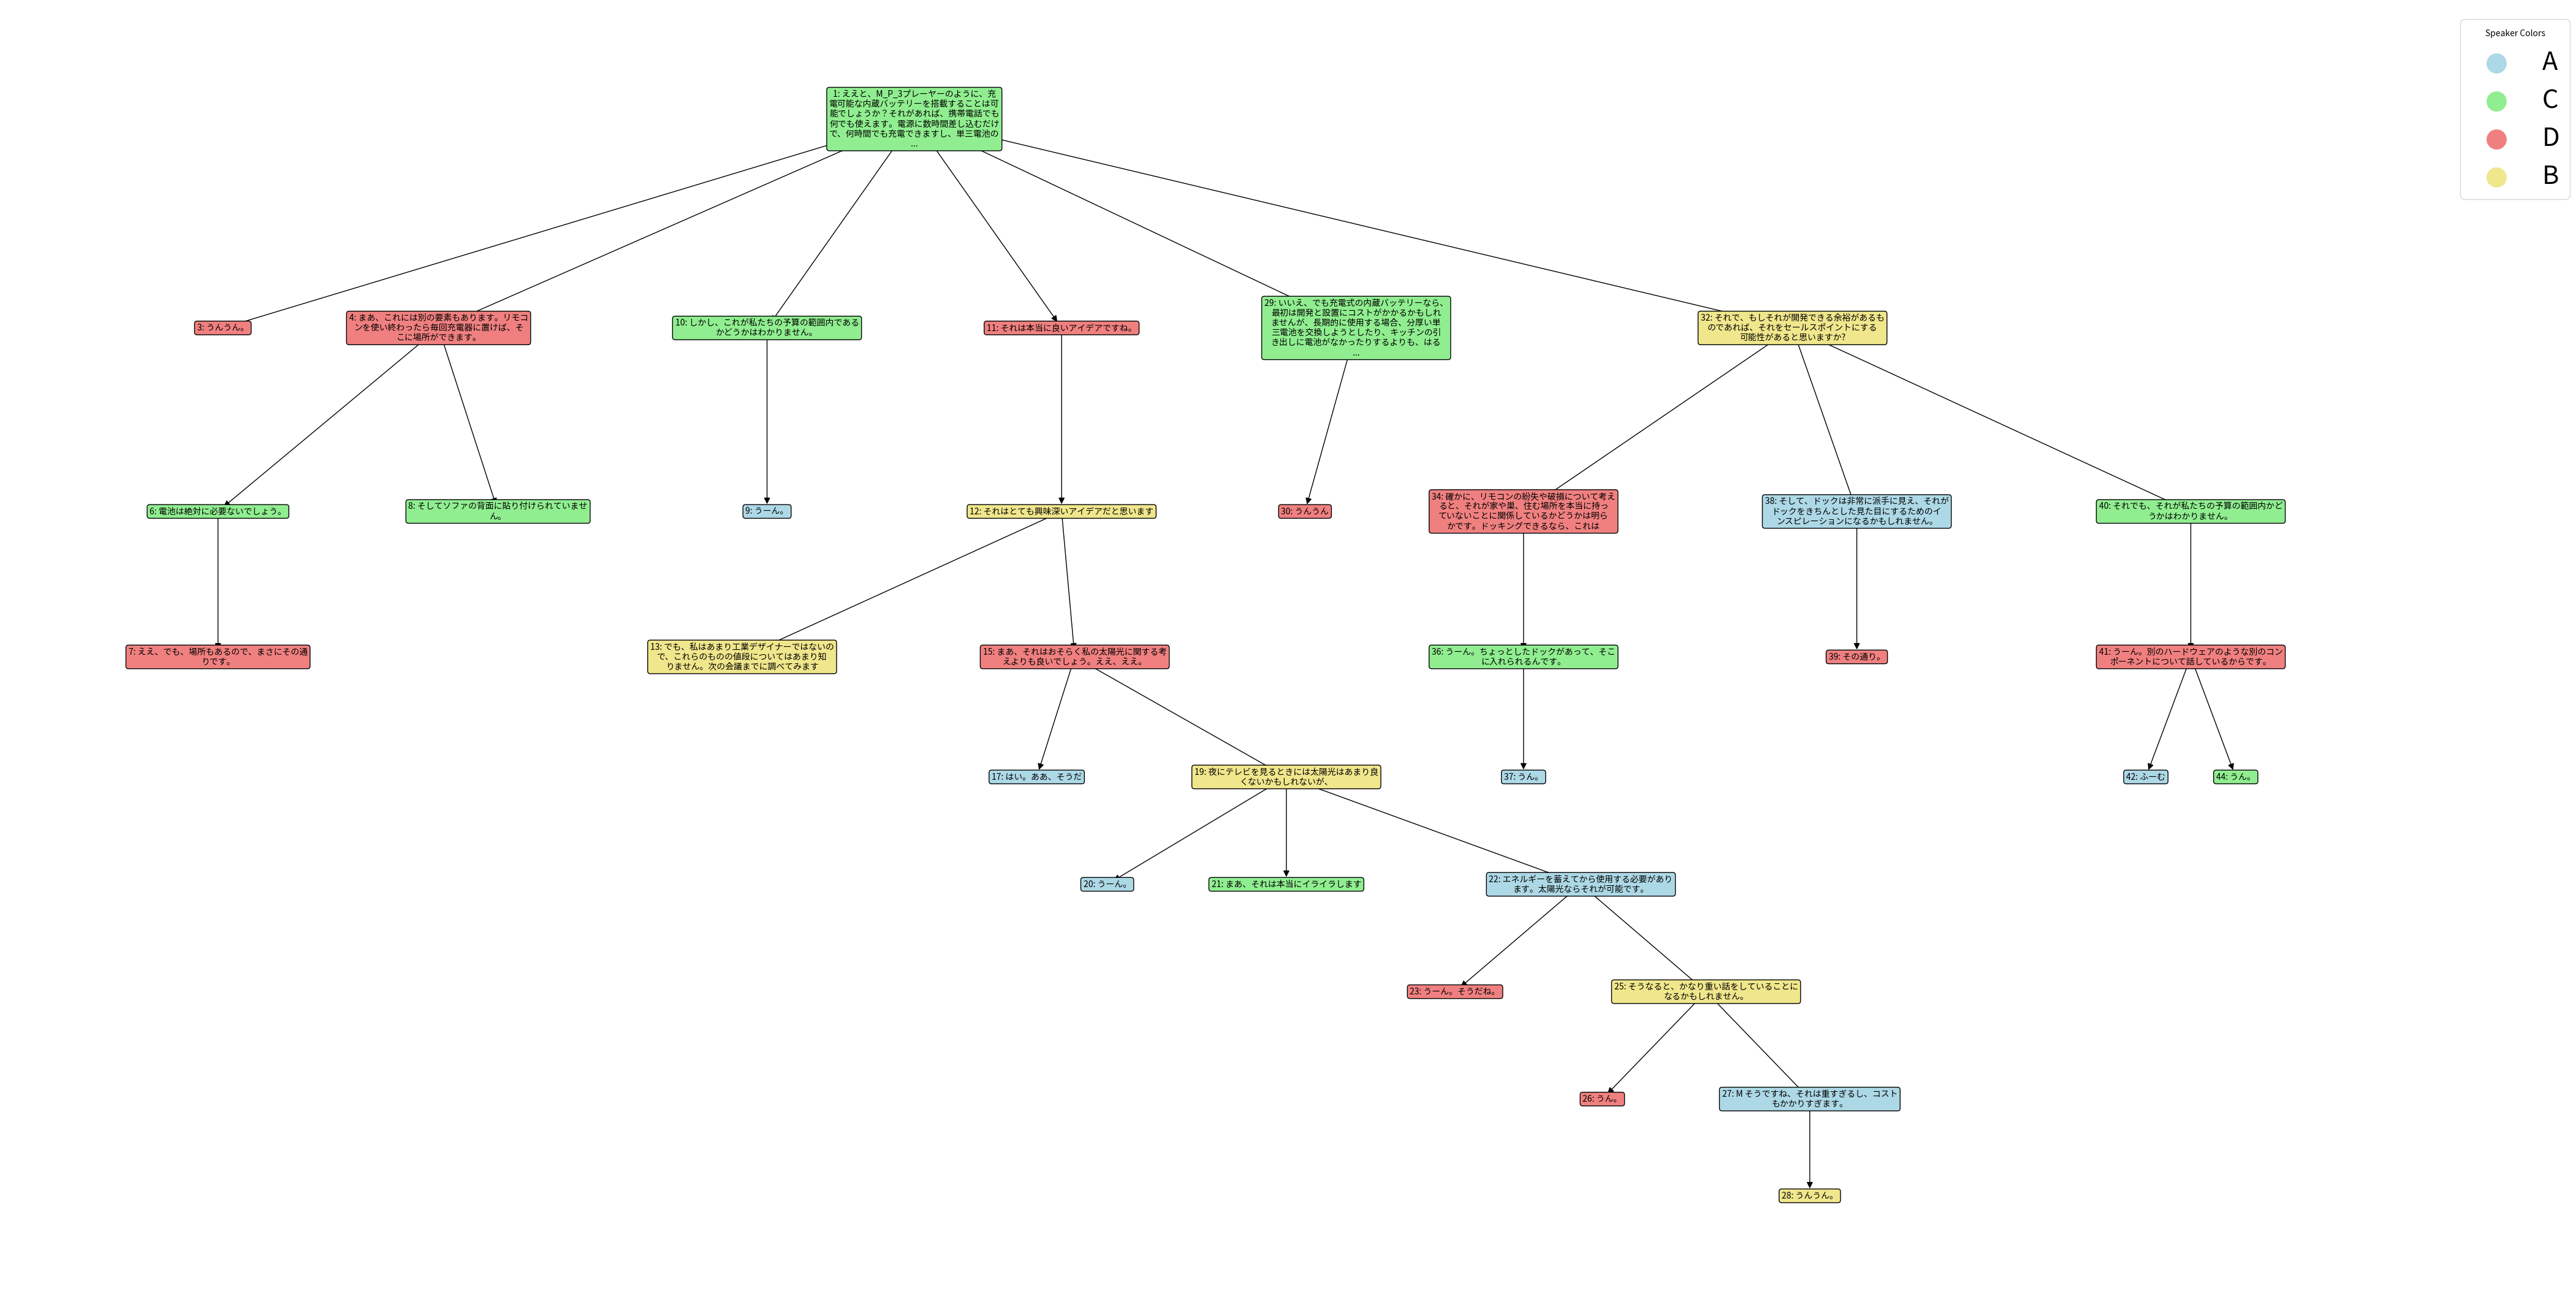 Speaker Colors
A
C
D
B
1: ええと、M_P_3プレーヤーのように、充
電可能な内蔵バッテリーを搭載することは可
能でしょうか？それがあれば、携帯電話でも
何でも使えます。電源に数時間差し込むだけ
で、何時間でも充電できますし、単三電池の
...
3: うんうん。
4: まあ、これには別の要素もあります。リモコ
ンを使い終わったら毎回充電器に置けば、そ
こに場所ができます。
10: しかし、これが私たちの予算の範囲内である
かどうかはわかりません。
11: それは本当に良いアイデアですね。
29: いいえ、でも充電式の内蔵バッテリーなら、
最初は開発と設置にコストがかかるかもしれ
ませんが、長期的に使用する場合、分厚い単
三電池を交換しようとしたり、キッチンの引
き出しに電池がなかったりするよりも、はる
...
32: それで、もしそれが開発できる余裕があるも
のであれば、それをセールスポイントにする
可能性があると思いますか?
6: 電池は絶対に必要ないでしょう。
8: そしてソファの背面に貼り付けられていませ
ん。
9: うーん。
12: それはとても興味深いアイデアだと思います
30: うんうん
34: 確かに、リモコンの紛失や破損について考え
ると、それが家や巣、住む場所を本当に持っ
ていないことに関係しているかどうかは明ら
かです。ドッキングできるなら、これは
38: そして、ドックは非常に派手に見え、それが
ドックをきちんとした見た目にするためのイ
ンスピレーションになるかもしれません。
40: それでも、それが私たちの予算の範囲内かど
うかはわかりません。
7: ええ、でも、場所もあるので、まさにその通
りです。
13: でも、私はあまり工業デザイナーではないの
で、これらのものの値段についてはあまり知
りません。次の会議までに調べてみます
15: まあ、それはおそらく私の太陽光に関する考
えよりも良いでしょう。ええ、ええ。
36: うーん。ちょっとしたドックがあって、そこ
に入れられるんです。
39: その通り。
41: うーん。別のハードウェアのような別のコン
ポーネントについて話しているからです。
17: はい。ああ、そうだ
19: 夜にテレビを見るときには太陽光はあまり良
くないかもしれないが、
37: うん。
42: ふーむ
44: うん。
20: うーん。
21: まあ、それは本当にイライラします
22: エネルギーを蓄えてから使用する必要があり
ます。太陽光ならそれが可能です。
23: うーん。そうだね。
25: そうなると、かなり重い話をしていることに
なるかもしれません。
26: うん。
27: M そうですね、それは重すぎるし、コスト
もかかりすぎます。
28: うんうん。